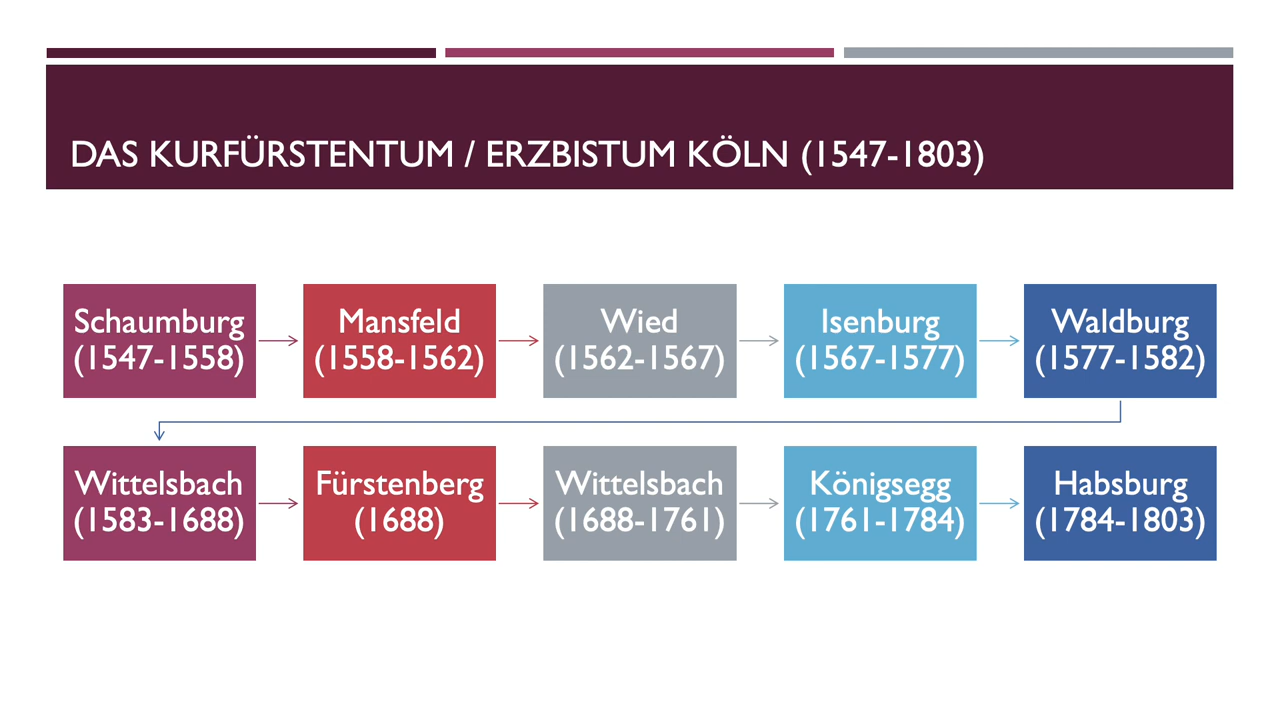 DAS KURFÜRSTENTUM / ERZBISTUM KÖLN (1547-1803)
Schaumburg
(1547-1558)
Mansfeld
(1558-1562)
Wied
(1562-1567)
Isenburg
(1567-1577)
Waldburg
(1577-1582)
Wittelsbach
(1583-1688)
Fürstenberg
(1688)
Wittelsbach
(1688-1761)
Königsegg
(1761-1784)
Habsburg
(1784-1803)